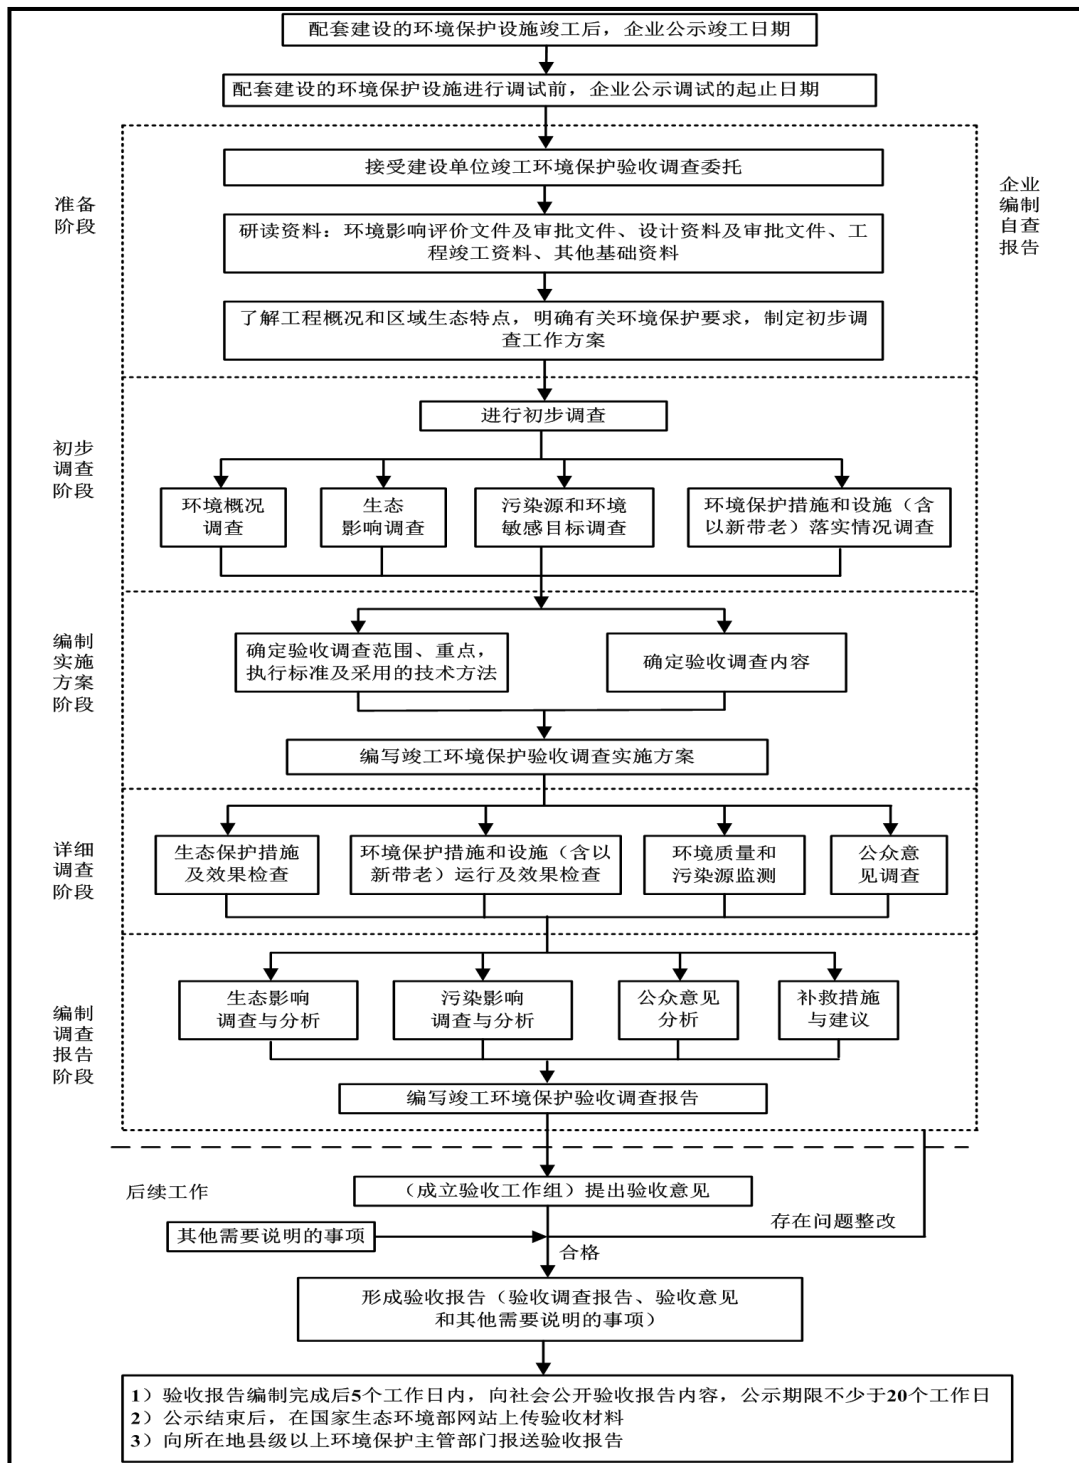 配套建设的环境保护设施竣工后，企业公示竣工日期
配套建设的环境保护设施进行调试前，企业公示调试的起止日期
准备
阶段
接受建设单位竣工环境保护验收调查委托
企业
编制
自查
报告
研读资料：环境影响评价文件及审批文件、设计资料及审批文件、工
程竣工资料、其他基础资料
了解工程概况和区域生态特点，明确有关环境保护要求，制定初步调
查工作方案
初步
调查
阶段
进行初步调查
环境概况
调查
生态
影响调查
污染源和环境
敏感目标调查
环境保护措施和设施（含
以新带老）落实情况调查
编制
实施
方案
阶段
确定验收调查范围、重点，
执行标准及采用的技术方法
确定验收调查内容
编写竣工环境保护验收调查实施方案
详细
调查
阶段
生态保护措施
及效果检查
环境保护措施和设施（含以
新带老）运行及效果检查
环境质量和
污染源监测
公众意
见调查
编制
调查
报告
阶段
生态影响
调查与分析
污染影响
调查与分析
公众意见
分析
补救措施
与建议
编写竣工环境保护验收调查报告
后续工作
（成立验收工作组）提出验收意见
其他需要说明的事项
存在问题整改
合格
形成验收报告（验收调查报告、验收意见
和其他需要说明的事项）
1）验收报告编制完成后5个工作日内，向社会公开验收报告内容，公示期限不少于20个工作日
2）公示结束后，在国家生态环境部网站上传验收材料
3）向所在地县级以上环境保护主管部门报送验收报告